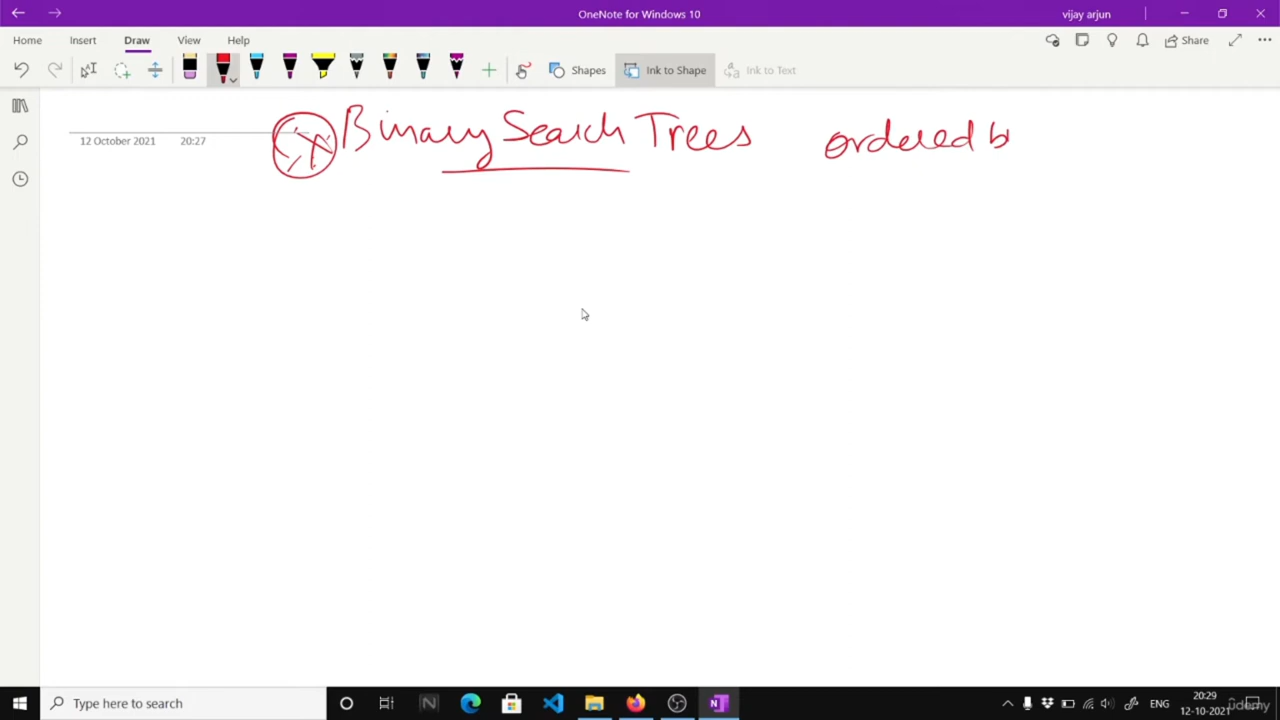 OneNote for Windows 10
vijay arjun
Home Insert Draw View Help
Share
Shapes
Ink to Shape
Ink to Text
Binary Search Trees ordered b
12 October 2021 20:27
Type here to search
ENG
20:29
12-10-2021
ûdemy